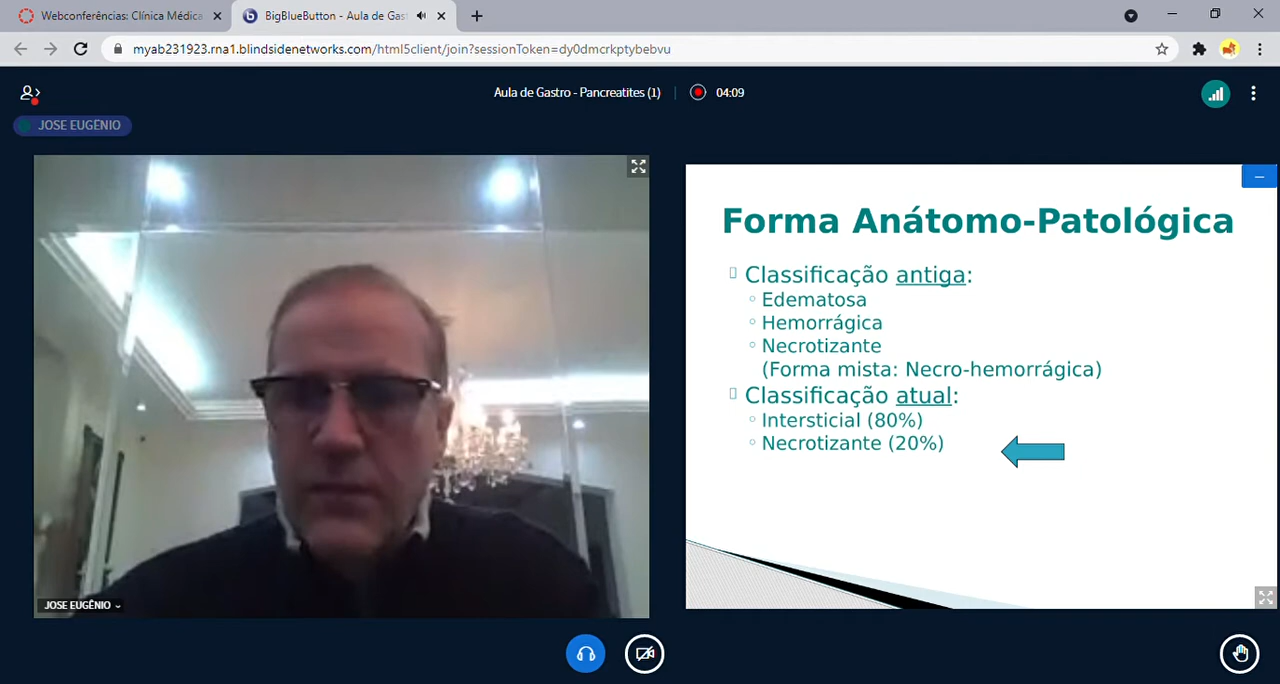 Webconferências: Clínica Médica
BigBlueButton - Aula de Gas
myab231923.rna1.blindsidenetworks.com/html5client/join?sessionToken=dy0dmcrkptybebvu
Aula de Gastro - Pancreatites (1)
04:09
JOSE EUGÊNIO
JOSE EUGÊNIO
Forma Anátomo-Patológica
Classificação antiga:
Edematosa
Hemorrágica
Necrotizante
(Forma mista: Necro-hemorrágica)
Classificação atual:
Intersticial (80%)
Necrotizante (20%)